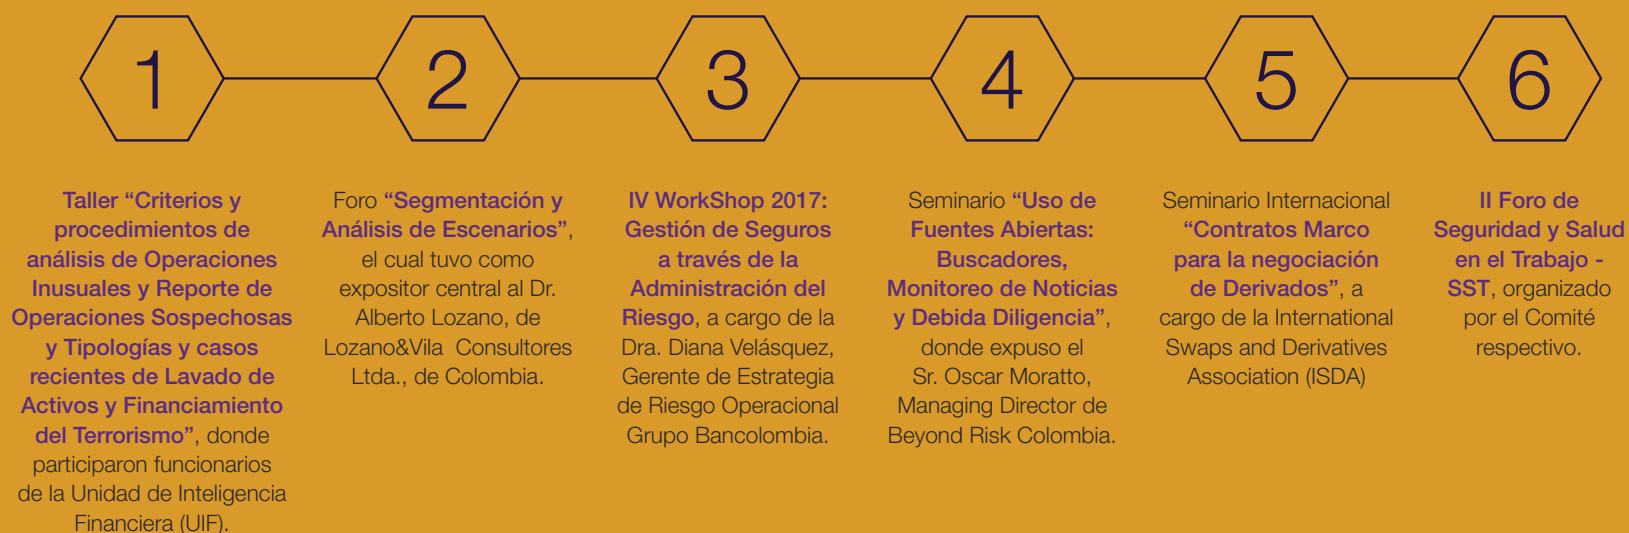 1
2
3
4
5
6
Taller “Criterios y
procedimientos de
análisis de Operaciones
Inusuales y Reporte de
Operaciones Sospechosas
y Tipologías y casos
recientes de Lavado de
Activos y Financiamiento
del Terrorismo”, donde
participaron funcionarios
de la Unidad de Inteligencia
Financiera (UIF).
Foro “Segmentación y
Análisis de Escenarios”,
el cual tuvo como
expositor central al Dr.
Alberto Lozano, de
Lozano&Vila Consultores
Ltda., de Colombia.
IV WorkShop 2017:
Gestión de Seguros
a través de la
Administración del
Riesgo, a cargo de la
Dra. Diana Velásquez,
Gerente de Estrategia
de Riesgo Operacional
Grupo Bancolombia.
Seminario “Uso de
Fuentes Abiertas:
Buscadores,
Monitoreo de Noticias
y Debida Diligencia”,
donde expuso el
Sr. Oscar Moratto,
Managing Director de
Beyond Risk Colombia.
Seminario Internacional
“Contratos Marco
para la negociación
de Derivados”, a
cargo de la International
Swaps and Derivatives
Association (ISDA)
II Foro de
Seguridad y Salud
en el Trabajo -
SST, organizado
por el Comité
respectivo.